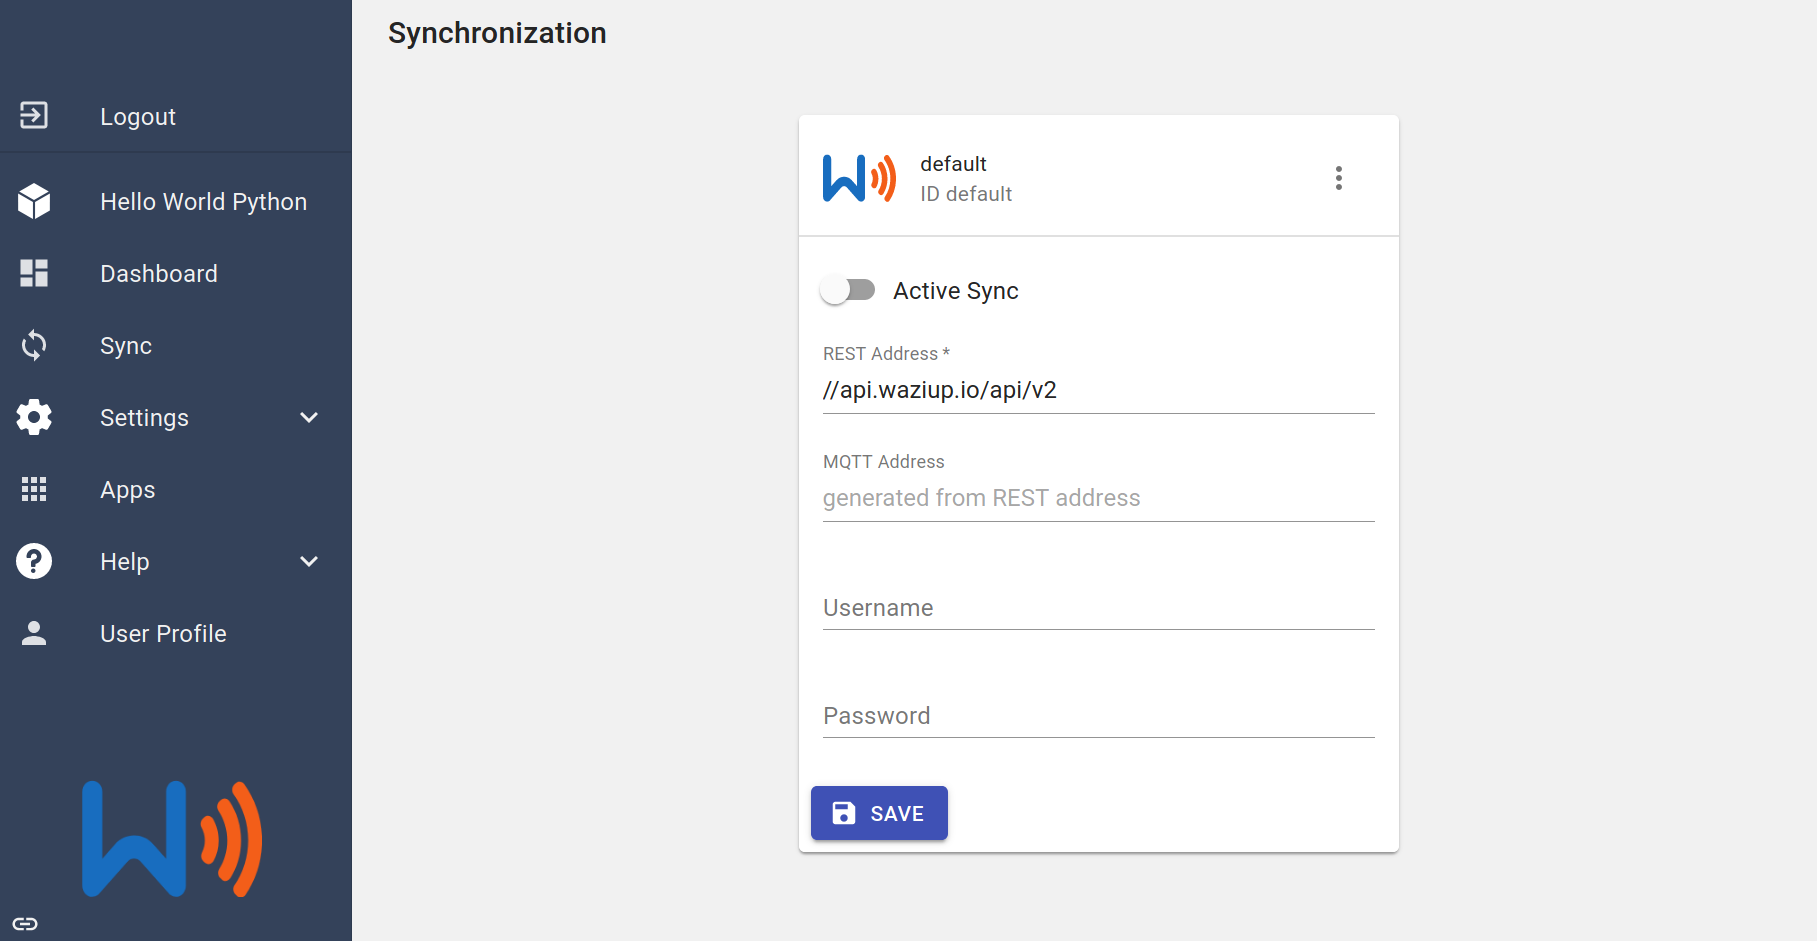 Logout
Hello World Python
Dashboard
Sync
Settings
Apps
Help
User Profile
Synchronization
default
ID default
Active Sync
REST Address *
//api.waziup.io/api/v2
MQTT Address
generated from REST address
Username
Password
SAVE